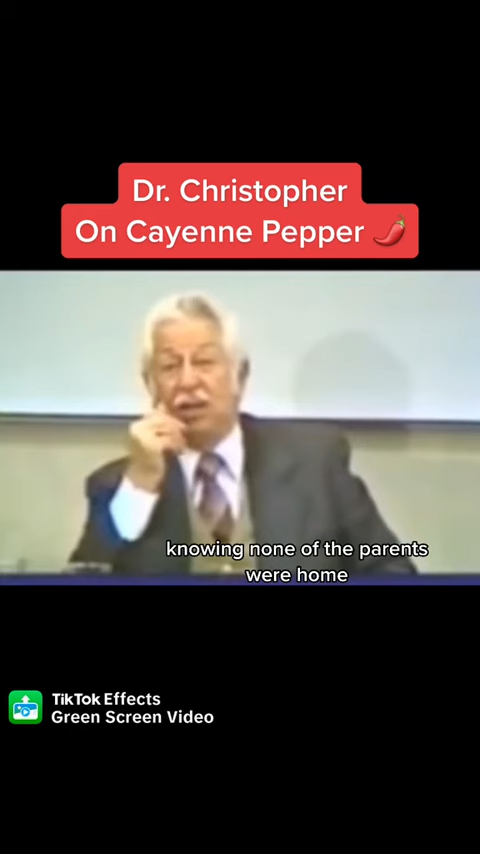 Dr. Christopher
On Cayenne Pepper 🌶️
knowing none of the parents
were home
TikTok Effects
Green Screen Video